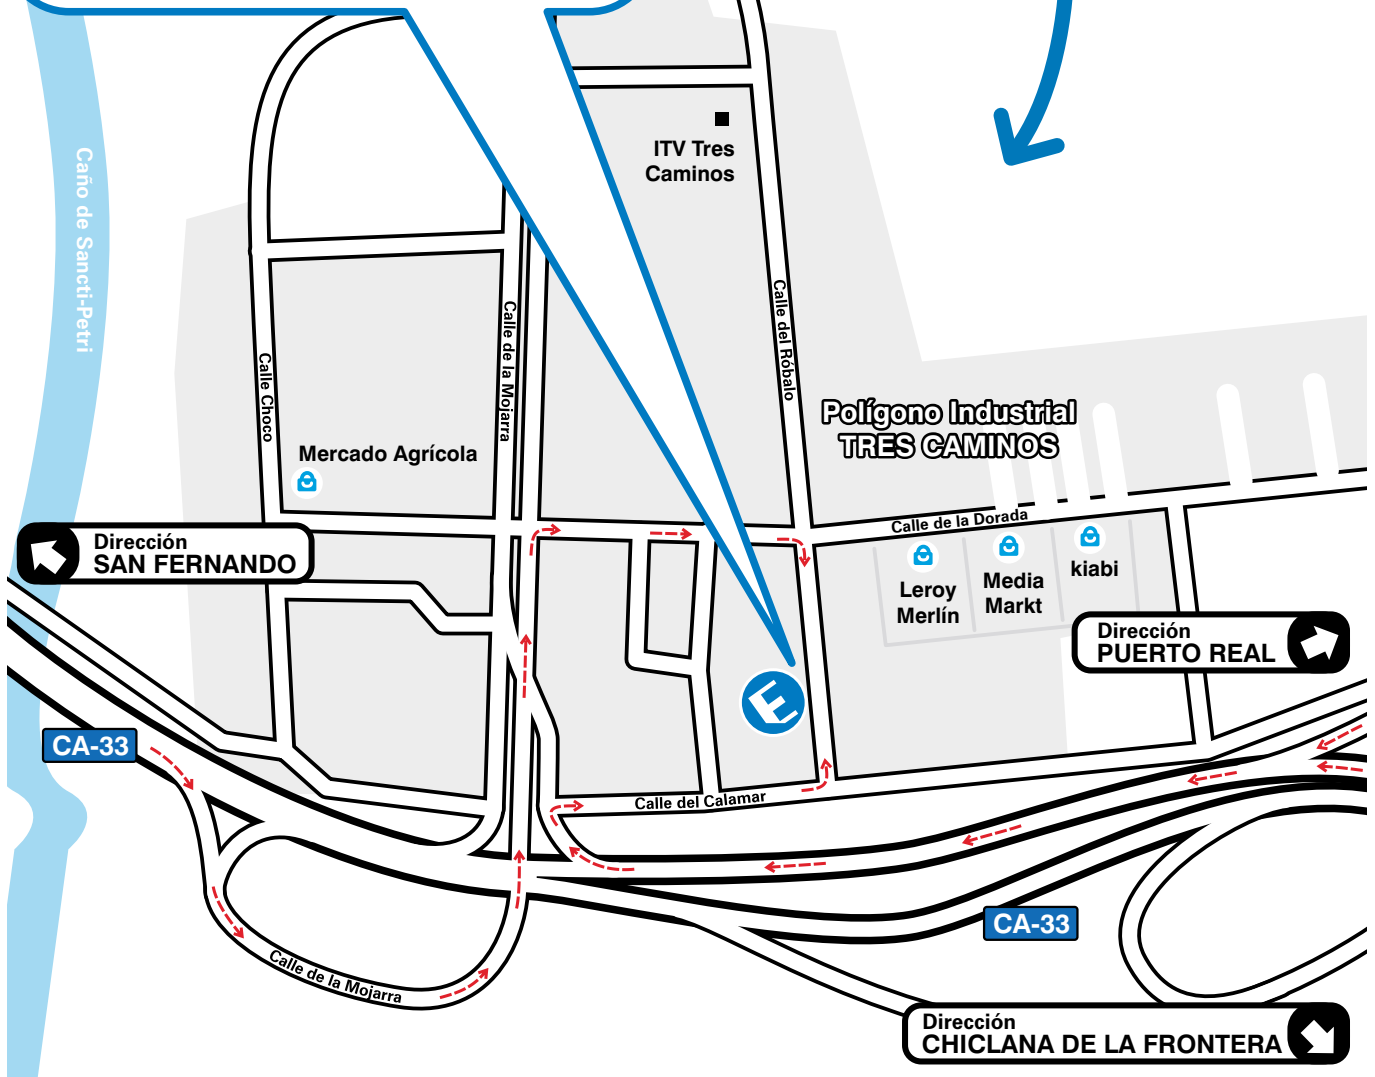 ITV Tres
Caminos
Caño de Sancti-Petri
Calle del Róbalo
Calle de la Mojarra
Calle Choco
Polígono Industrial
TRES CAMINOS
Mercado Agrícola
Calle de la Dorada
Dirección
SAN FERNANDO
Leroy
Merlín
Media
Markt
kiabi
Dirección
PUERTO REAL
E
CA-33
Calle del Calamar
CA-33
Calle de la Mojarra
Dirección
CHICLANA DE LA FRONTERA